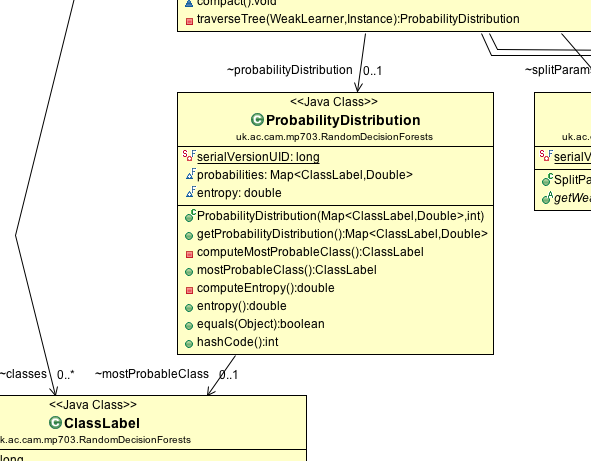 compact():void
traverseTree(WeakLearner,Instance):ProbabilityDistribution
~probabilityDistribution 0..1
~splitParam
<<Java Class>>
ProbabilityDistribution
uk.ac.cam.mp703.RandomDecisionForests
serialVersionUID: long
probabilities: Map<ClassLabel,Double>
entropy: double
ProbabilityDistribution(Map<ClassLabel,Double>,int)
getProbabilityDistribution():Map<ClassLabel,Double>
computeMostProbableClass():ClassLabel
mostProbableClass():ClassLabel
computeEntropy():double
entropy():double
equals(Object):boolean
hashCode():int
uk.ac.
serialV
SplitPa
getWea
~classes 0..*
~mostProbableClass 0..1
<<Java Class>>
ClassLabel
k.ac.cam.mp703.RandomDecisionForests
long